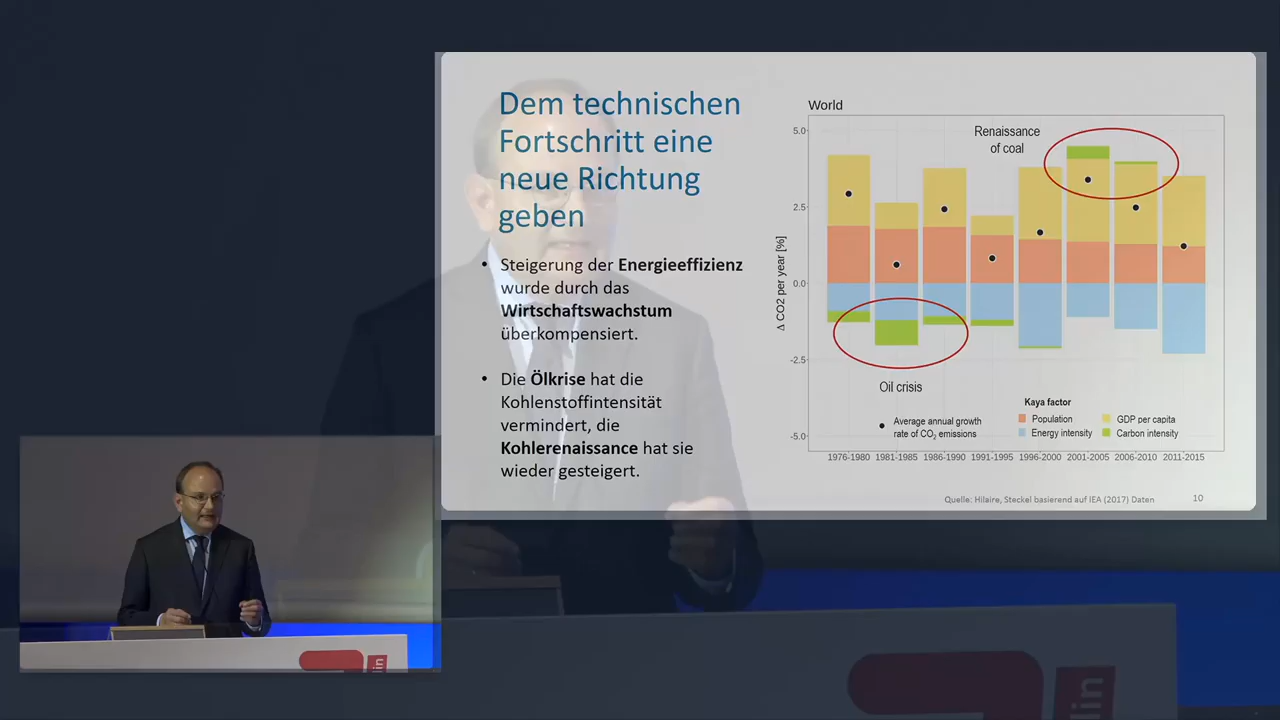 Dem technischen
Fortschritt eine
neue Richtung
geben
• Steigerung der Energieeffizienz
wurde durch das
Wirtschaftswachstum
überkompensiert.
• Die Ölkrise hat die
Kohlenstoffintensität
vermindert, die
Kohlerenaissance hat sie
wieder gesteigert.
World
Renaissance
of coal
5.0
2.5
0.0
-2.5
-5.0
Δ CO2 per year [%]
Oil crisis
Kaya factor
Average annual growth
rate of CO2 emissions
Population
GDP per capita
Energy intensity
Carbon intensity
1976-1980 1981-1985 1986-1990 1991-1995 1996-2000 2001-2005 2006-2010 2011-2015
Quelle: Hilaire, Steckel basierend auf IEA (2017) Daten
10
lin
lin